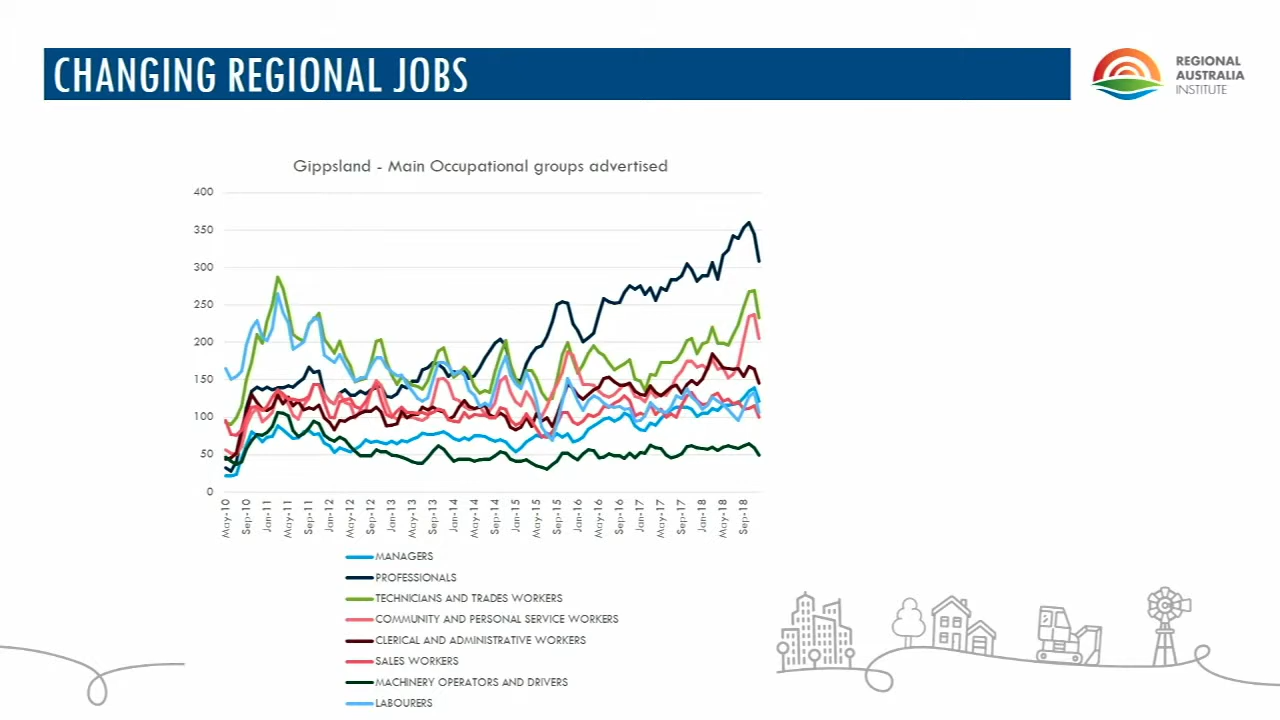 CHANGING REGIONAL JOBS
REGIONAL
AUSTRALIA
INSTITUTE
Gippsland - Main Occupational groups advertised
400
350
300
250
200
150
100
50
0
May-10
Sep-10
Jan-11
May-11
Sep-11
Jan-12
May-12
Sep-12
Jan-13
May-13
Sep-13
Jan-14
May-14
Sep-14
Jan-15
May-15
Sep-15
Jan-16
May-16
Sep-16
Jan-17
May-17
Sep-17
Jan-18
May-18
Sep-18
MANAGERS
PROFESSIONALS
TECHNICIANS AND TRADES WORKERS
COMMUNITY AND PERSONAL SERVICE WORKERS
CLERICAL AND ADMINISTRATIVE WORKERS
SALES WORKERS
MACHINERY OPERATORS AND DRIVERS
LABOURERS